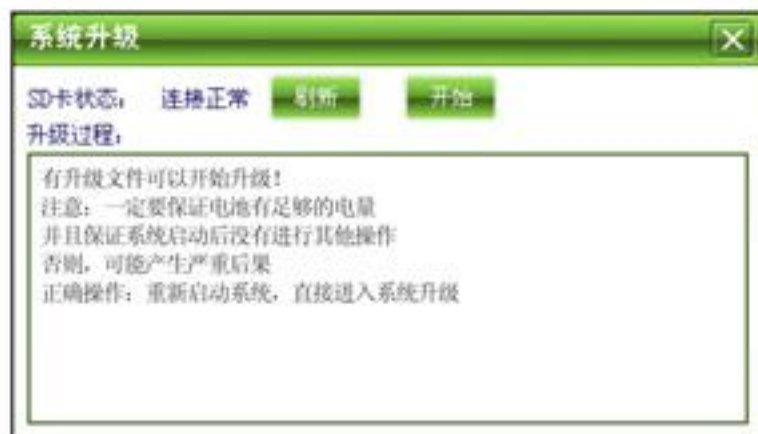 系统升级
SD卡状态： 连接正常 刷新 开始
升级过程：
有升级文件可以开始升级！
注意：一定要保证电池有足够的电量
并且保证系统启动后没有进行其他操作
否则，可能产生严重后果
正确操作：重新启动系统，直接进入系统升级